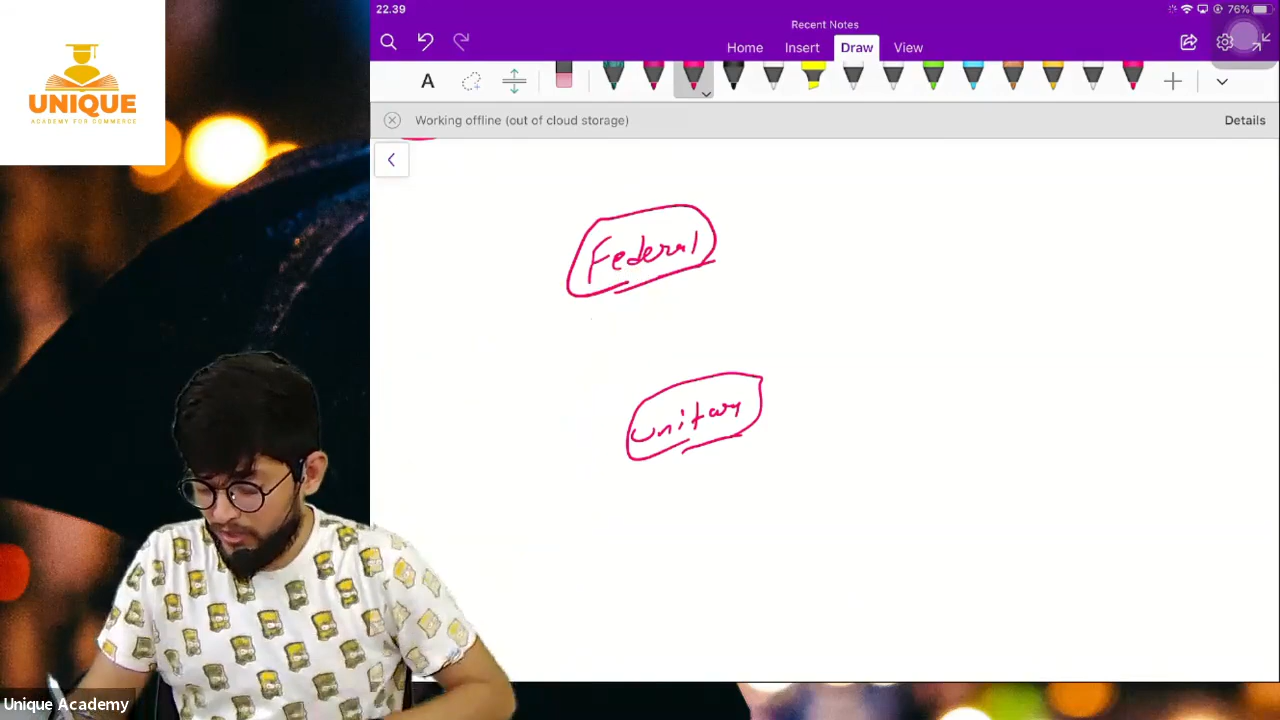 22.39
76%
Recent Notes
Home Insert Draw View
A
Working offline (out of cloud storage)
Details
UNIQUE
ACADEMY FOR COMMERCE
Federal
Unitary
Unique Academy